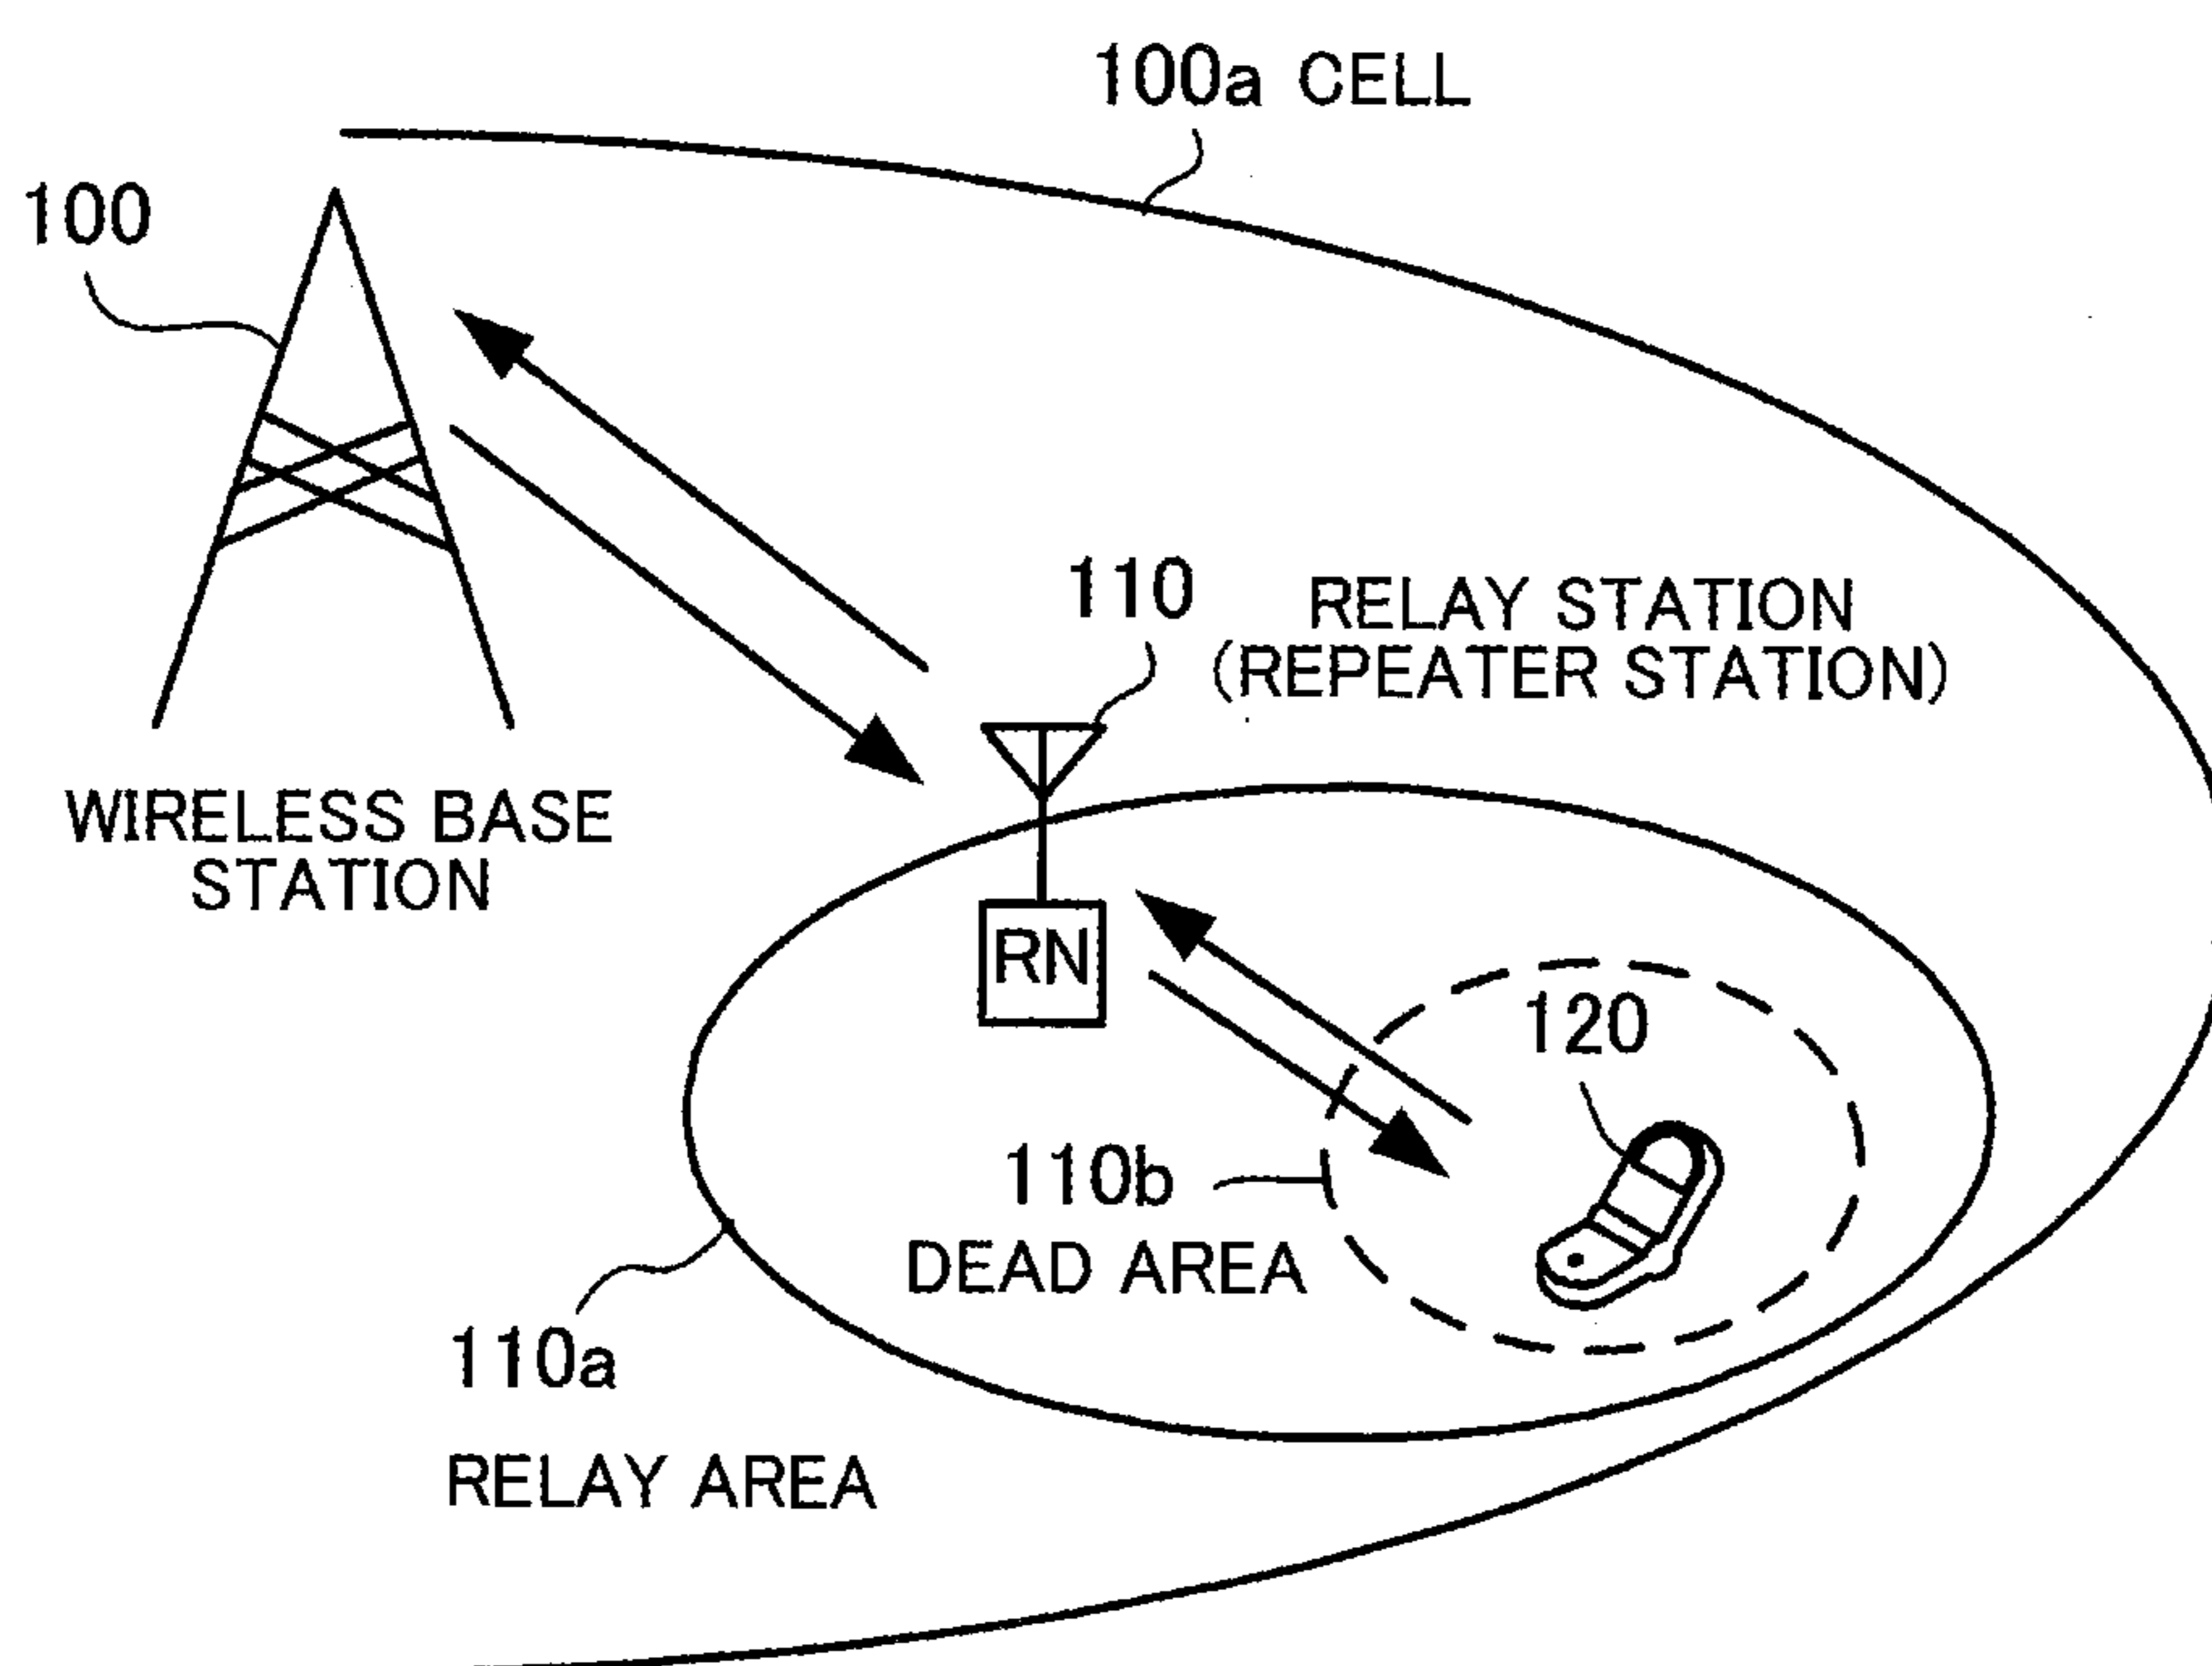 100a CELL
100
110
RELAY STATION
(REPEATER STATION)
WIRELESS BASE
STATION
RN
120
110b
DEAD AREA
110a
RELAY AREA